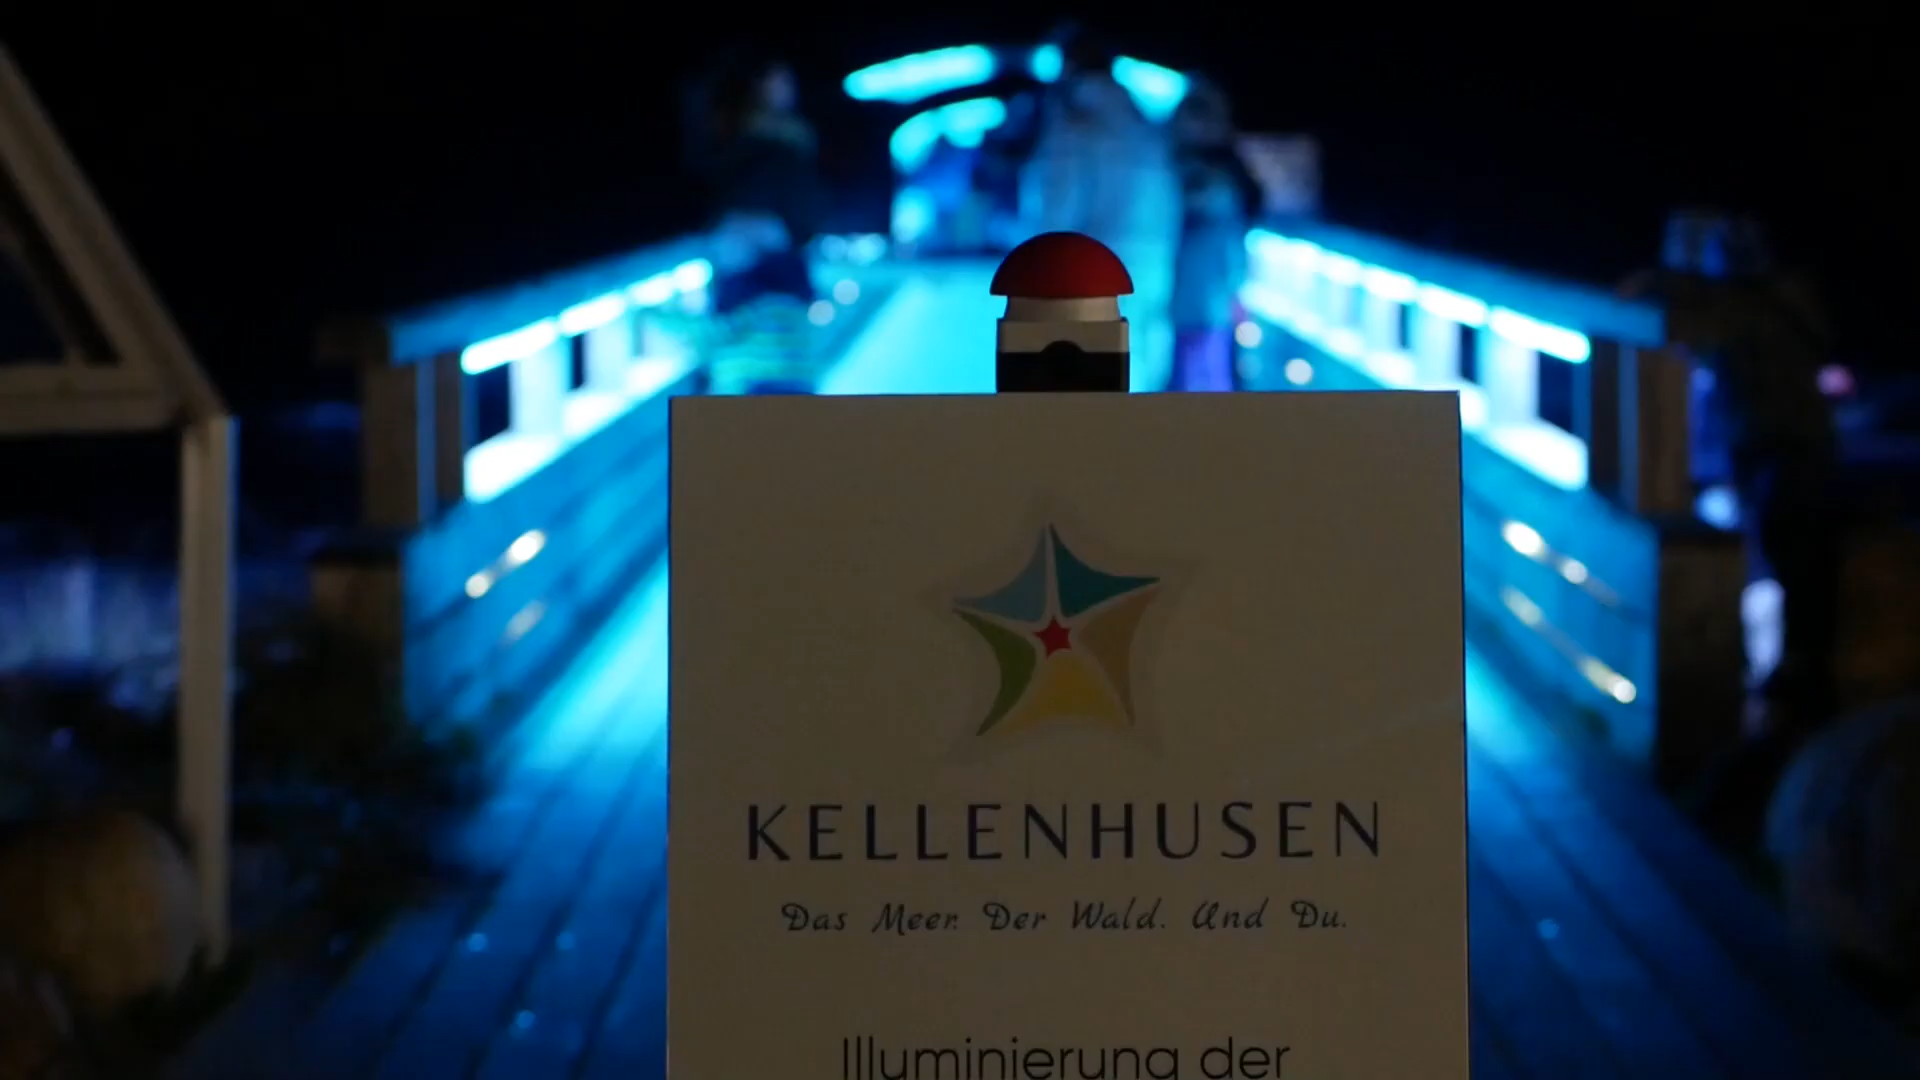 KELLENHUSEN
Das Meer. Der Wald. Und Du.
Illuminierung der